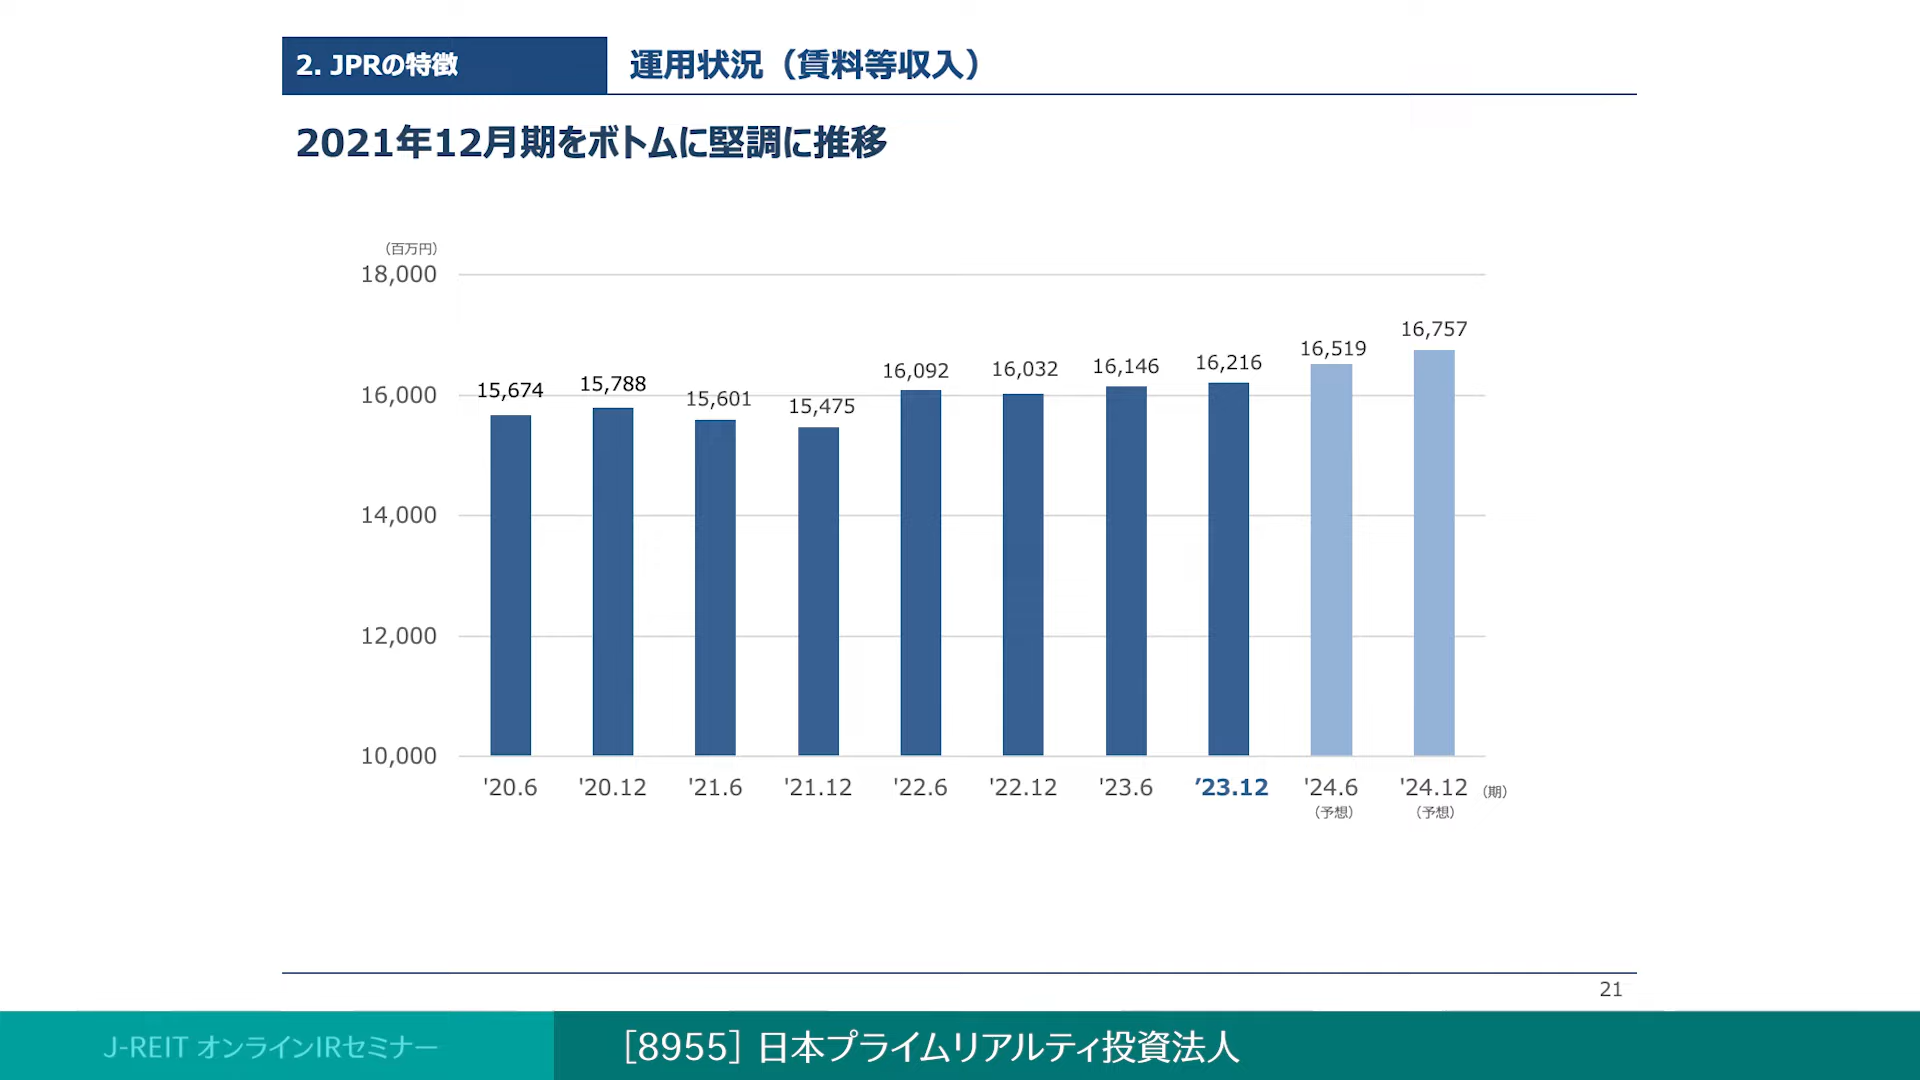 2. JPRの特徴
運用状況（賃料等収入）
2021年12月期をボトムに堅調に推移
（百万円）
18,000
16,000
14,000
12,000
10,000
15,674
15,788
15,601
15,475
16,092
16,032
16,146
16,216
16,519
16,757
'20.6
'20.12
'21.6
'21.12
'22.6
'22.12
'23.6
’23.12
'24.6
（予想）
'24.12
（予想）
（期）
21
J-REIT オンラインIRセミナー
［8955］日本プライムリアルティ投資法人